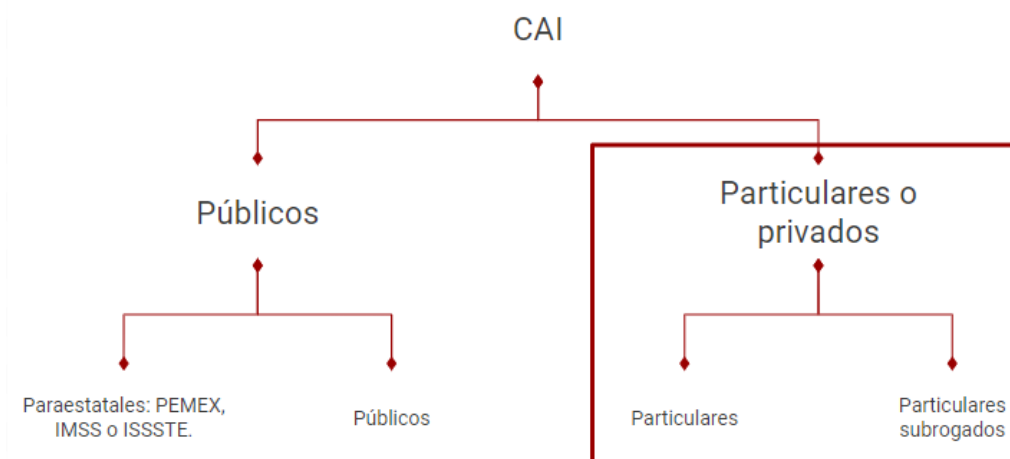 CAI
Públicos
Particulares o
privados
Paraestatales: PEMEX,
IMSS o ISSSTE.
Públicos
Particulares
Particulares
subrogados